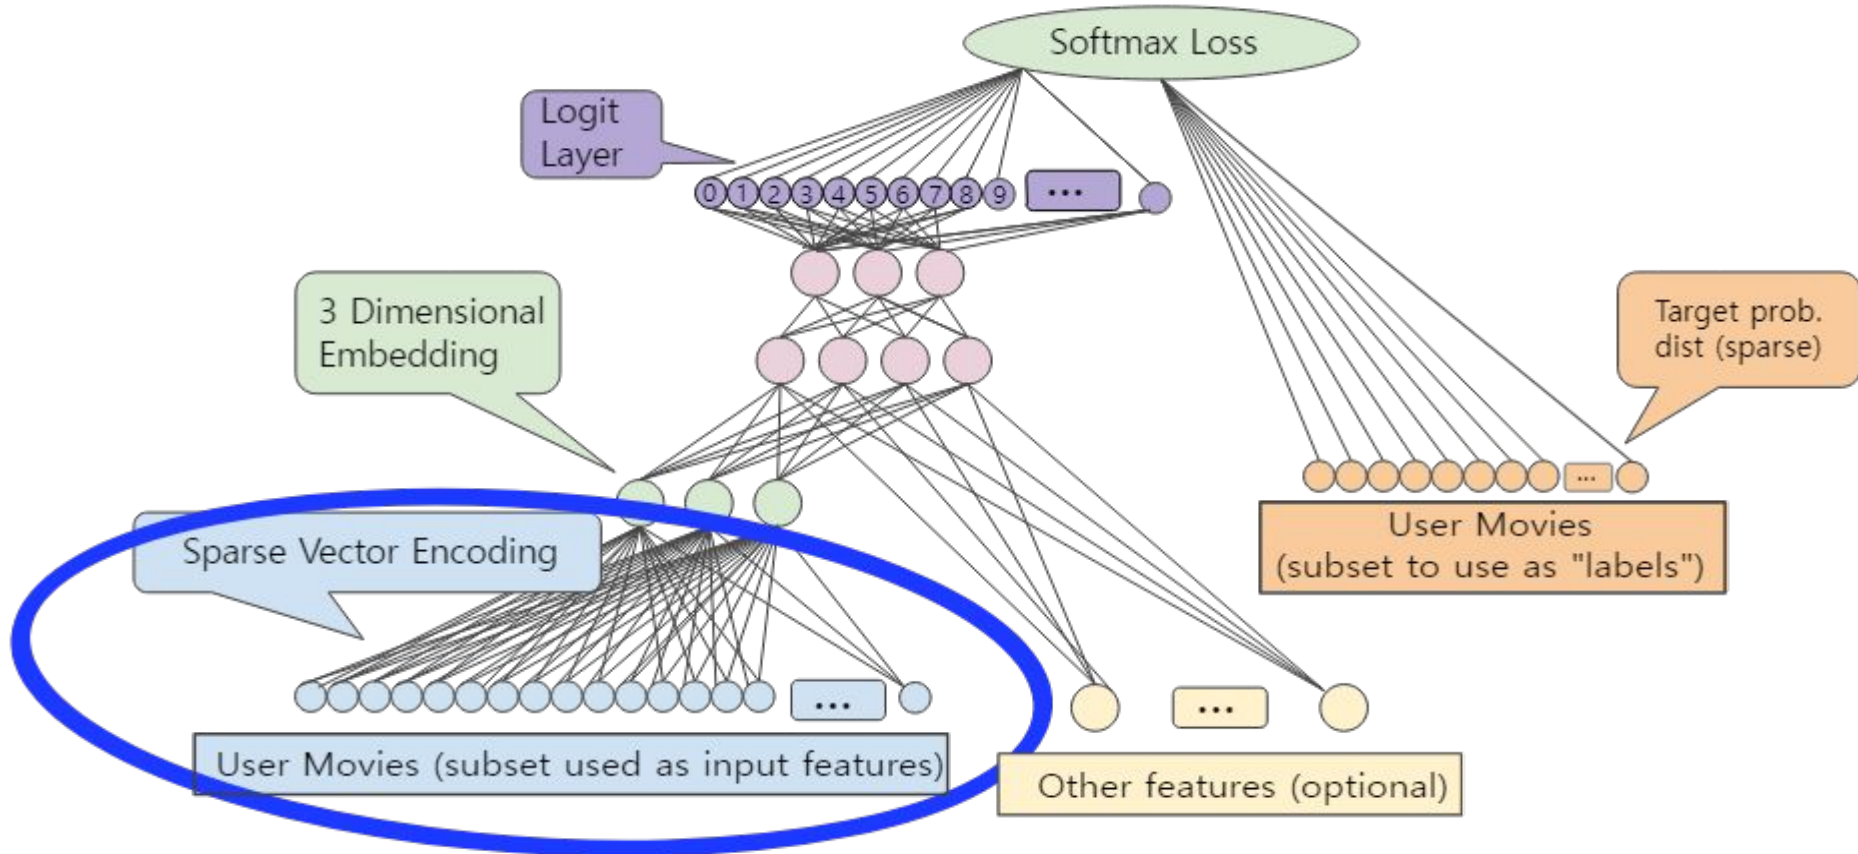 Softmax Loss
Logit
Layer
0 1 2 3 4 5 6 7 8 9 ...
3 Dimensional
Embedding
Target prob.
dist (sparse)
...
User Movies
(subset to use as "labels")
Sparse Vector Encoding
...
User Movies (subset used as input features)
...
Other features (optional)